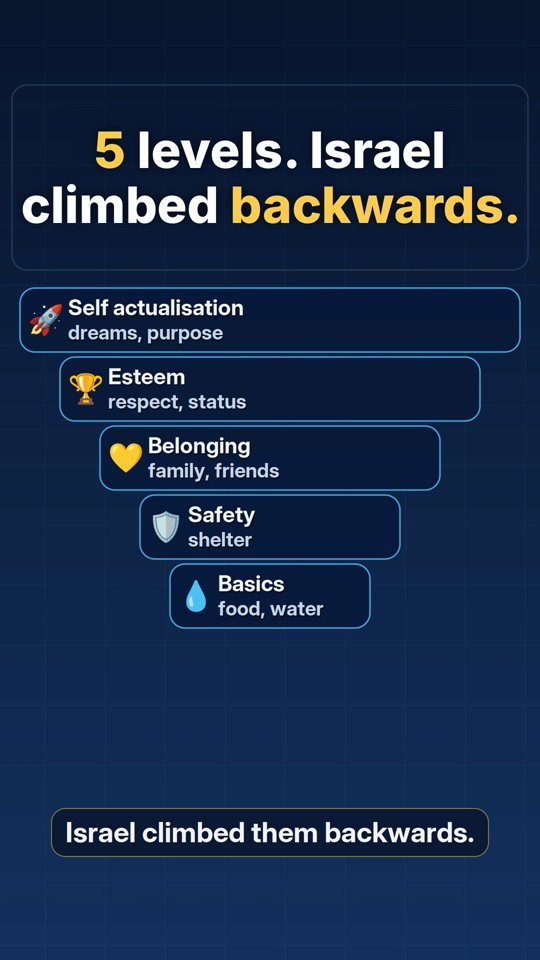 5 levels. Israel
climbed backwards.
Self actualisation
dreams, purpose
Esteem
respect, status
Belonging
family, friends
Safety
shelter
Basics
food, water
Israel climbed them backwards.